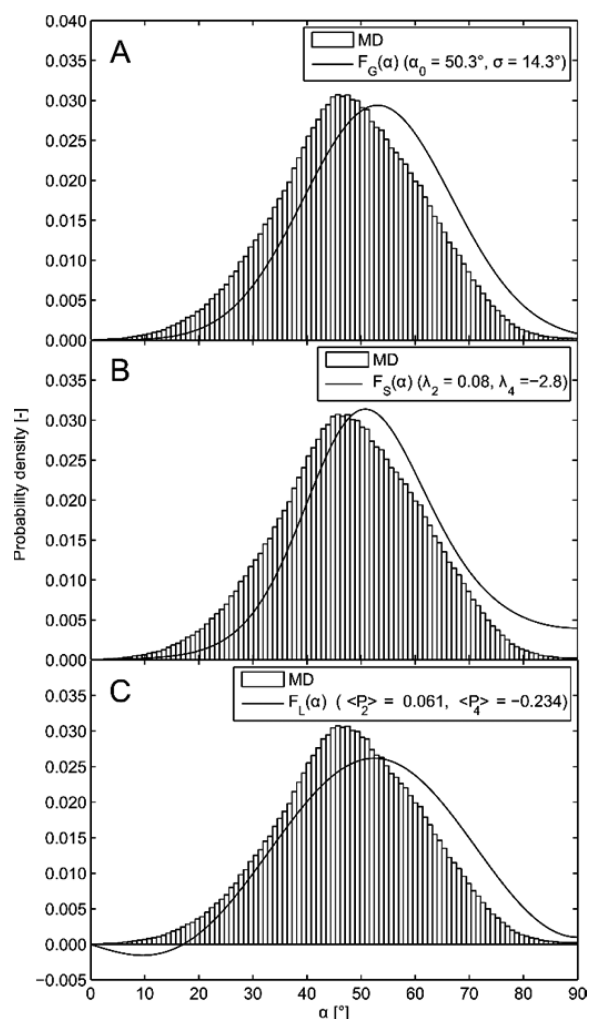 0.040
0.035
0.030
0.025
0.020
0.015
0.010
0.005
0.000
A
MD
F_G(α) (α_0 = 50.3°, σ = 14.3°)
0.035
0.030
0.025
0.020
0.015
0.010
0.005
0.000
B
MD
F_S(α) (λ_2 = 0.08, λ_4 =−2.8)
Probability density [-]
0.035
0.030
0.025
0.020
0.015
0.010
0.005
0.000
−0.005
C
MD
F_L(α) ( <P_2> = 0.061, <P_4> = −0.234)
0 10 20 30 40 50 60 70 80 90
α [°]